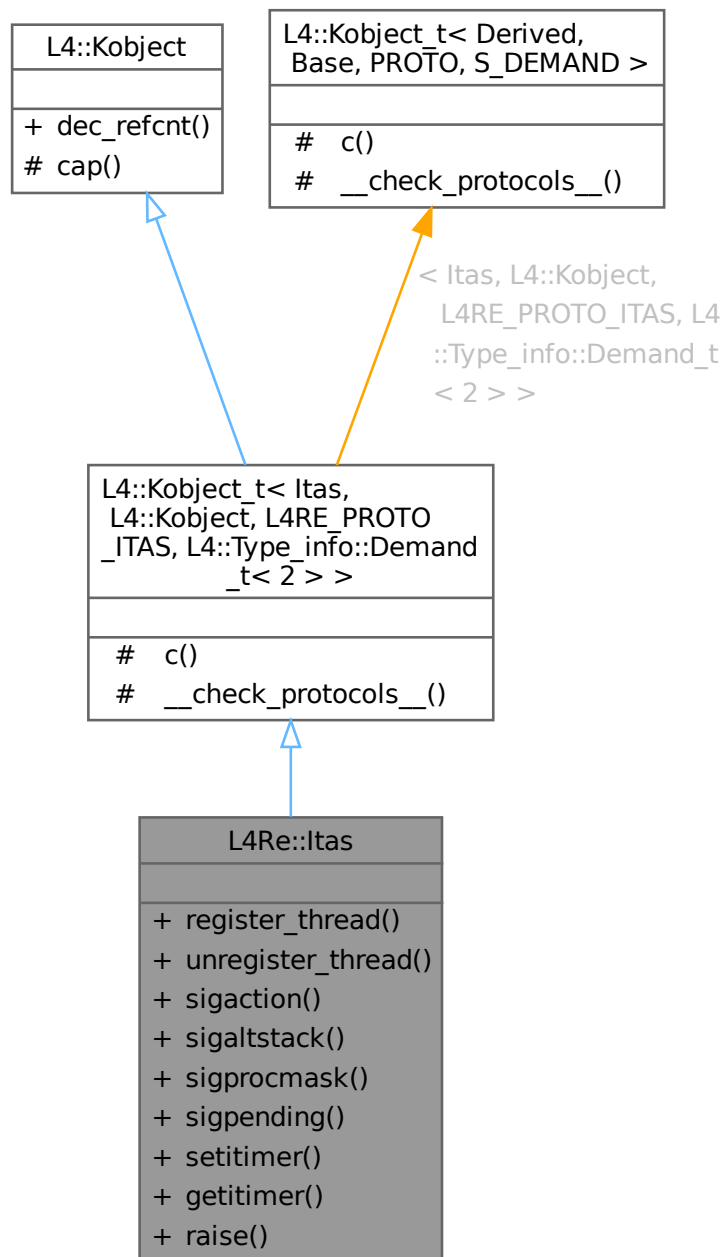 L4::Kobject
+ dec_refcnt()
# cap()
L4::Kobject_t< Derived,
Base, PROTO, S_DEMAND >
# c()
# __check_protocols__()
< Itas, L4::Kobject,
L4RE_PROTO_ITAS, L4
::Type_info::Demand_t
< 2 > >
L4::Kobject_t< Itas,
L4::Kobject, L4RE_PROTO
_ITAS, L4::Type_info::Demand
_t< 2 > >
# c()
# __check_protocols__()
L4Re::Itas
+ register_thread()
+ unregister_thread()
+ sigaction()
+ sigaltstack()
+ sigprocmask()
+ sigpending()
+ setitimer()
+ getitimer()
+ raise()